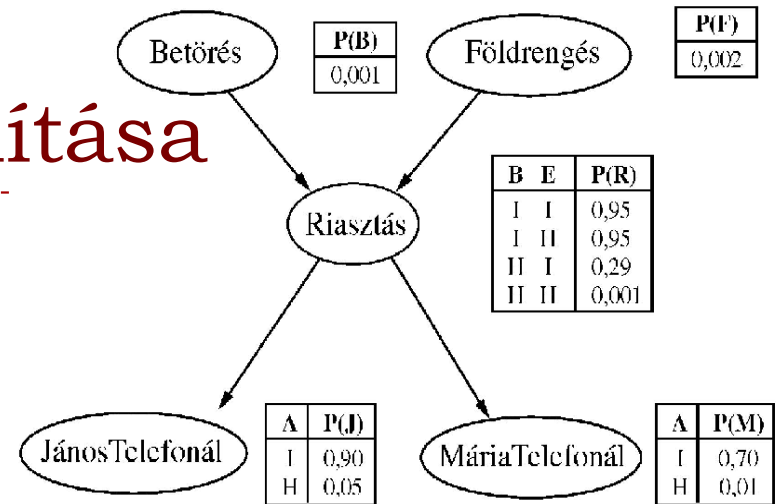 Betörés
P(B)
0,001
Földrengés
P(F)
0,002
ítása
-
Riasztás
B E P(R)
I I 0,95
I H 0,95
H I 0,29
H H 0,001
JánosTelefonál
A P(J)
I 0,90
H 0,05
MáriaTelefonál
A P(M)
I 0,70
H 0,01